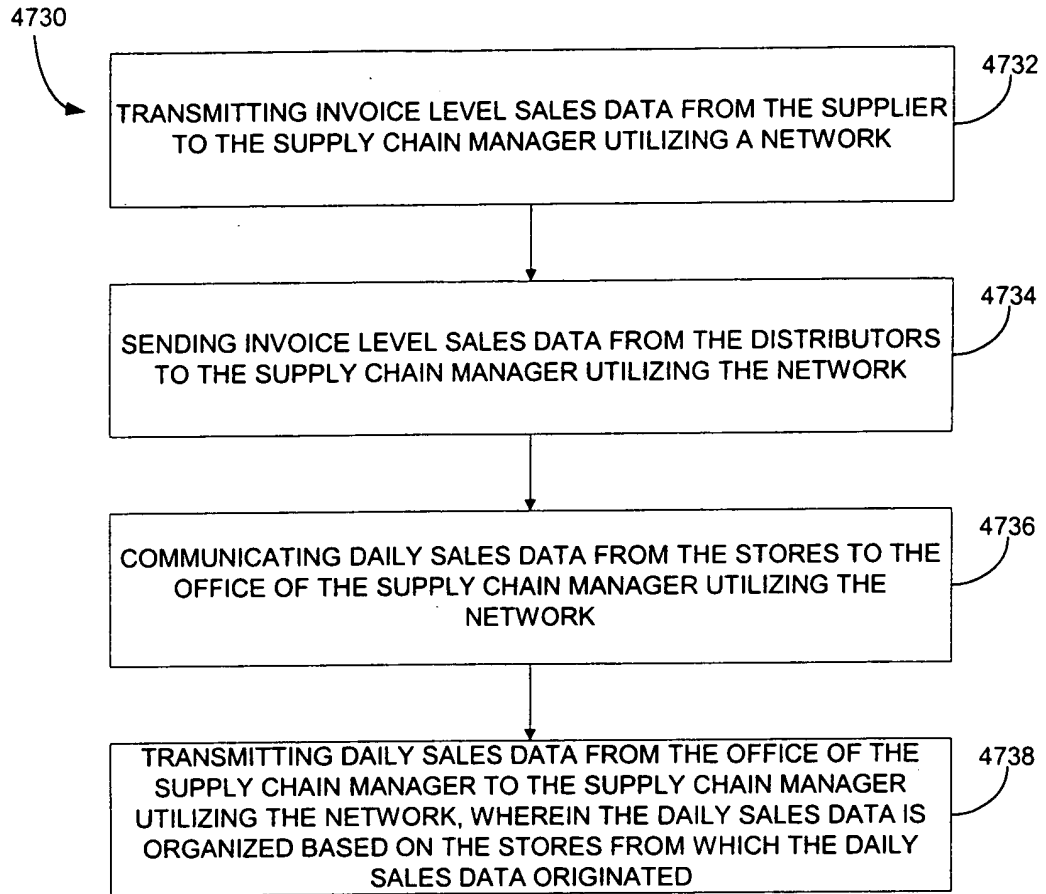 4730
4732
TRANSMITTING INVOICE LEVEL SALES DATA FROM THE SUPPLIER
TO THE SUPPLY CHAIN MANAGER UTILIZING A NETWORK
4734
SENDING INVOICE LEVEL SALES DATA FROM THE DISTRIBUTORS
TO THE SUPPLY CHAIN MANAGER UTILIZING THE NETWORK
4736
COMMUNICATING DAILY SALES DATA FROM THE STORES TO THE
OFFICE OF THE SUPPLY CHAIN MANAGER UTILIZING THE
NETWORK
4738
TRANSMITTING DAILY SALES DATA FROM THE OFFICE OF THE
SUPPLY CHAIN MANAGER TO THE SUPPLY CHAIN MANAGER
UTILIZING THE NETWORK, WHEREIN THE DAILY SALES DATA IS
ORGANIZED BASED ON THE STORES FROM WHICH THE DAILY
SALES DATA ORIGINATED